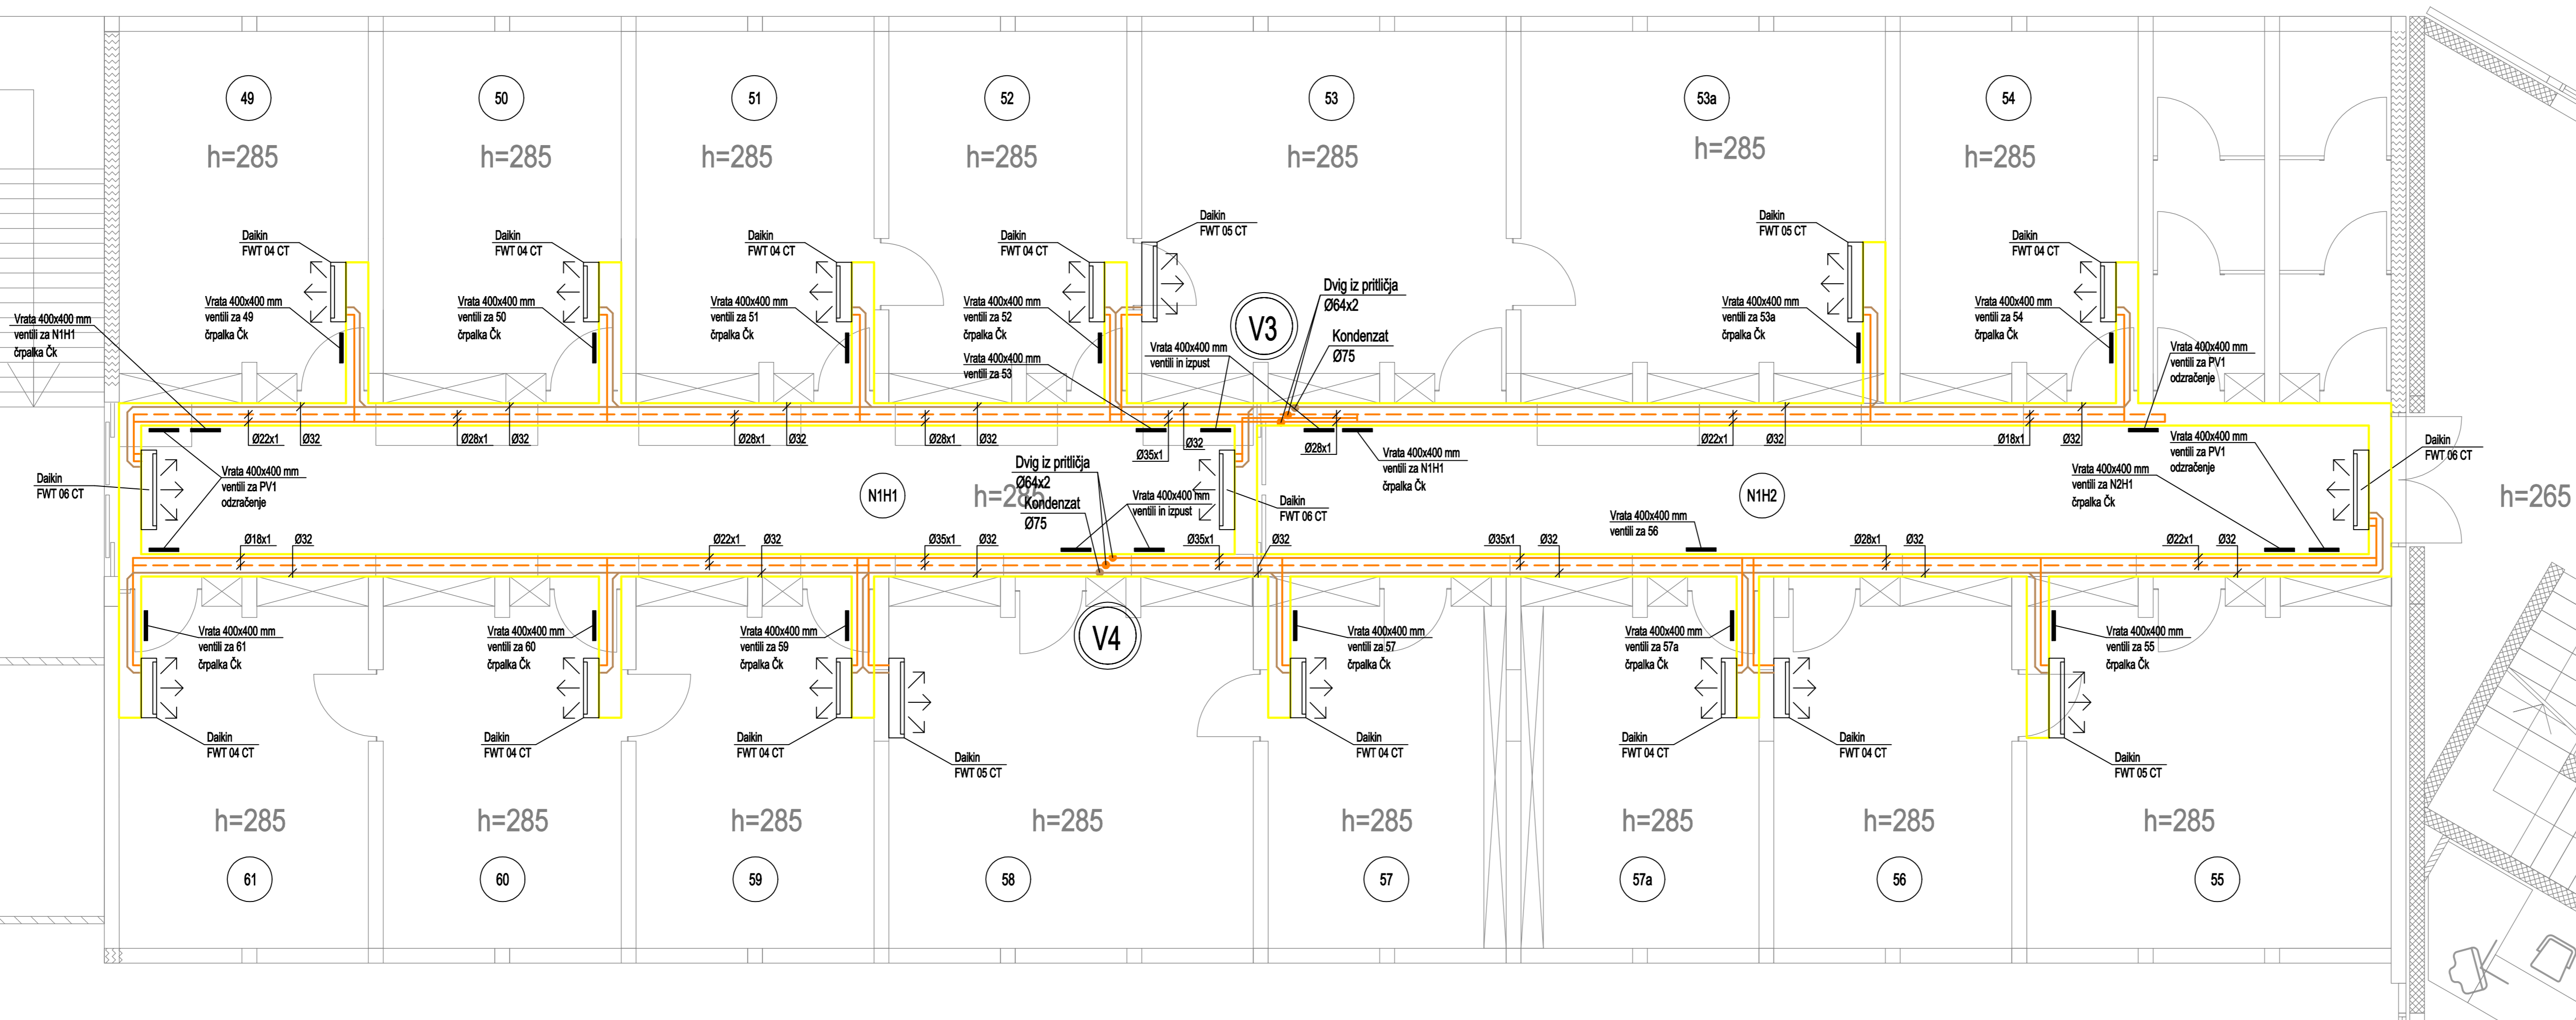 49
50
51
52
53
53a
54
h=285
h=285
h=285
h=285
h=285
h=285
h=285
Daikin
FWT 04 CT
Daikin
FWT 04 CT
Daikin
FWT 04 CT
Daikin
FWT 04 CT
Daikin
FWT 05 CT
Daikin
FWT 05 CT
Daikin
FWT 04 CT
Vrata 400x400 mm
ventili za N1H1
črpalka Čk
Vrata 400x400 mm
ventili za 49
črpalka Čk
Vrata 400x400 mm
ventili za 50
črpalka Čk
Vrata 400x400 mm
ventili za 51
črpalka Čk
Vrata 400x400 mm
ventili za 52
črpalka Čk
Vrata 400x400 mm
ventili za 53
Vrata 400x400 mm
ventili in izpust
V3
Dvig iz pritličja
Ø64x2
Kondenzat
Ø75
Vrata 400x400 mm
ventili za 53a
črpalka Čk
Vrata 400x400 mm
ventili za 54
črpalka Čk
Vrata 400x400 mm
ventili za PV1
odzračenje
Ø22x1
Ø32
Ø28x1
Ø32
Ø28x1
Ø32
Ø28x1
Ø32
Ø35x1
Ø32
Ø28x1
Ø22x1
Ø32
Ø18x1
Ø32
Daikin
FWT 06 CT
Vrata 400x400 mm
ventili za PV1
odzračenje
N1H1
h=285
Dvig iz pritličja
Ø64x2
Kondenzat
Ø75
Vrata 400x400 mm
ventili in izpust
Daikin
FWT 06 CT
Vrata 400x400 mm
ventili za N1H1
črpalka Čk
N1H2
Vrata 400x400 mm
ventili za 56
Vrata 400x400 mm
ventili za N2H1
črpalka Čk
Vrata 400x400 mm
ventili za PV1
odzračenje
Daikin
FWT 06 CT
h=265
Ø18x1
Ø32
Ø22x1
Ø32
Ø35x1
Ø32
Ø35x1
Ø32
Ø35x1
Ø32
Ø28x1
Ø32
Ø22x1
Ø32
Vrata 400x400 mm
ventili za 61
črpalka Čk
Vrata 400x400 mm
ventili za 60
črpalka Čk
Vrata 400x400 mm
ventili za 59
črpalka Čk
V4
Vrata 400x400 mm
ventili za 57
črpalka Čk
Vrata 400x400 mm
ventili za 57a
črpalka Čk
Vrata 400x400 mm
ventili za 55
črpalka Čk
Daikin
FWT 04 CT
Daikin
FWT 04 CT
Daikin
FWT 04 CT
Daikin
FWT 05 CT
Daikin
FWT 04 CT
Daikin
FWT 04 CT
Daikin
FWT 04 CT
Daikin
FWT 05 CT
h=285
h=285
h=285
h=285
h=285
h=285
h=285
h=285
61
60
59
58
57
57a
56
55